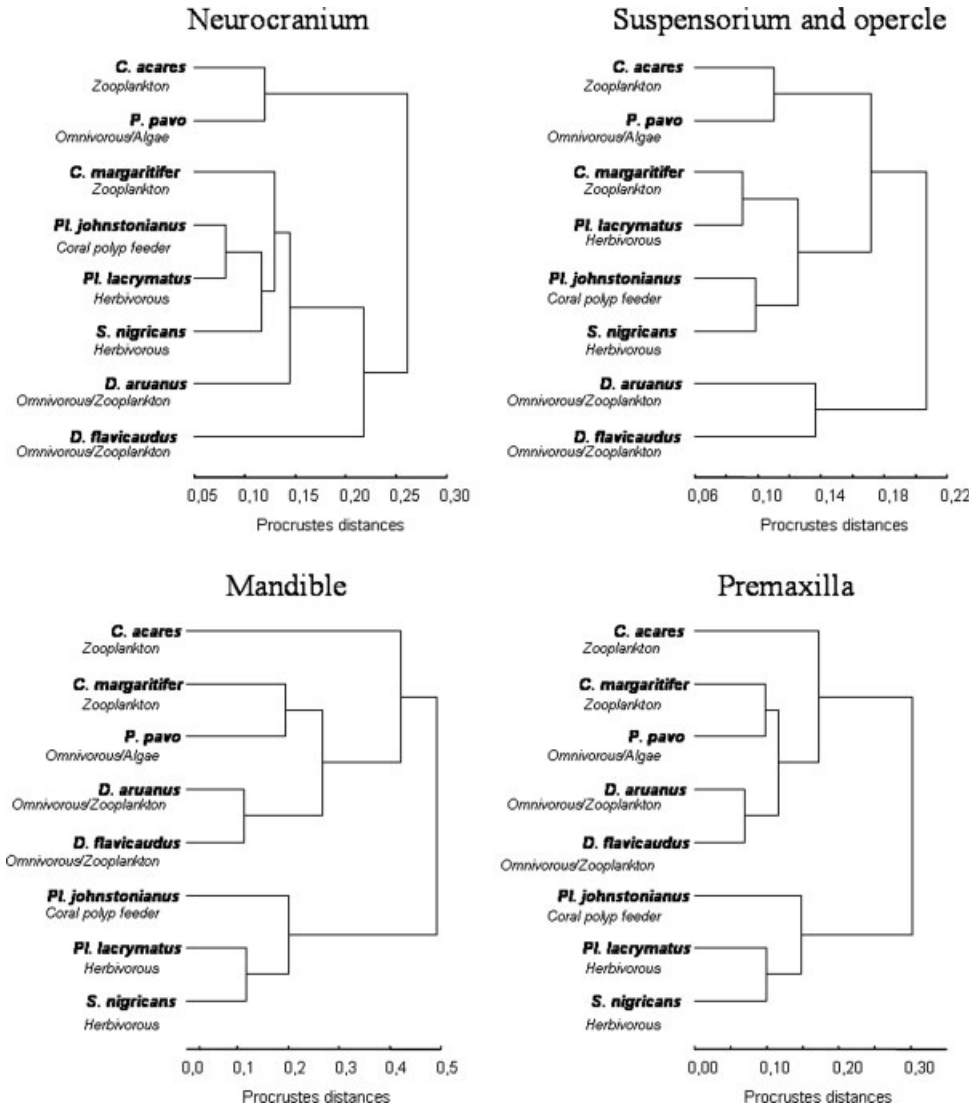 Neurocranium
C. acares
Zooplankton
P. pavo
Omnivorous/Algae
C. margaritifer
Zooplankton
Pl. johnstonianus
Coral polyp feeder
Pl. lacrymatus
Herbivorous
S. nigricans
Herbivorous
D. aruanus
Omnivorous/Zooplankton
D. flavicaudus
Omnivorous/Zooplankton
0,05 0,10 0,14 0,20 0,25 0,30
Procrustes distances
Suspensorium and opercle
C. acares
Zooplankton
P. pavo
Omnivorous/Algae
C. margaritifer
Zooplankton
Pl. lacrymatus
Herbivorous
Pl. johnstonianus
Coral polyp feeder
S. nigricans
Herbivorous
D. aruanus
Omnivorous/Zooplankton
D. flavicaudus
Omnivorous/Zooplankton
0,06 0,10 0,14 0,18 0,22
Procrustes distances
Mandible
C. acares
Zooplankton
C. margaritifer
Zooplankton
P. pavo
Omnivorous/Algae
D. aruanus
Omnivorous/Zooplankton
D. flavicaudus
Omnivorous/Zooplankton
Pl. johnstonianus
Coral polyp feeder
Pl. lacrymatus
Herbivorous
S. nigricans
Herbivorous
0,0 0,1 0,2 0,4 0,5
Procrustes distances
Premaxilla
C. acares
Zooplankton
C. margaritifer
Zooplankton
P. pavo
Omnivorous/Algae
D. aruanus
Omnivorous/Zooplankton
D. flavicaudus
Omnivorous/Zooplankton
Pl. johnstonianus
Coral polyp feeder
Pl. lacrymatus
Herbivorous
S. nigricans
Herbivorous
0,00 0,10 0,20 0,30
Procrustes distances